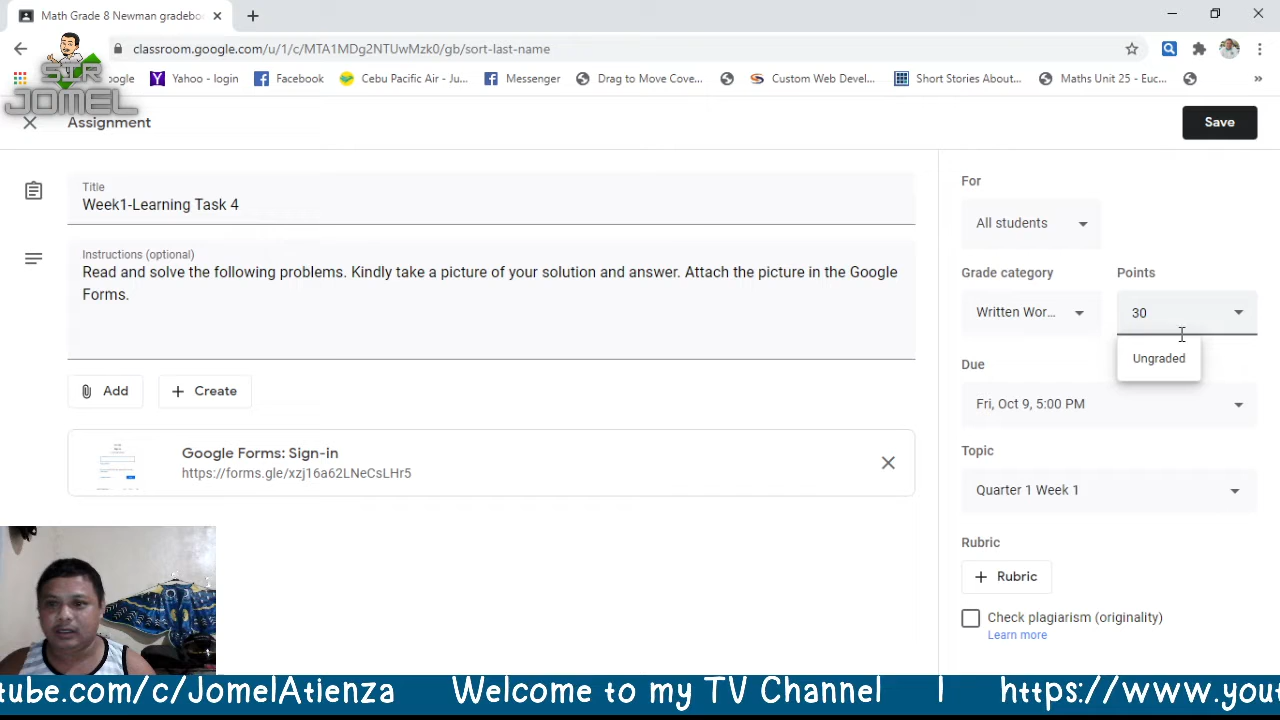 Math Grade 8 Newman gradebo
classroom.google.com/u/1/c/MTA1MDg2NTUwMzk0/gb/sort-last-name
ogle
Yahoo - login
Facebook
Cebu Pacific Air - Ju...
Messenger
Drag to Move Cove...
Custom Web Devel...
Short Stories About...
Maths Unit 25 - Euc...
»
SIR
JOMEL
Assignment
Save
Title
Week1-Learning Task 4
Instructions (optional)
Read and solve the following problems. Kindly take a picture of your solution and answer. Attach the picture in the Google
Forms.
Add
Create
Google Forms: Sign-in
https://forms.gle/xzj16a62LNeCsLHr5
For
All students
Grade category
Points
Written Wor...
30
Ungraded
Due
Fri, Oct 9, 5:00 PM
Topic
Quarter 1 Week 1
Rubric
Rubric
Check plagiarism (originality)
Learn more
tube.com/c/JomelAtienza Welcome to my TV Channel | https://www.yout